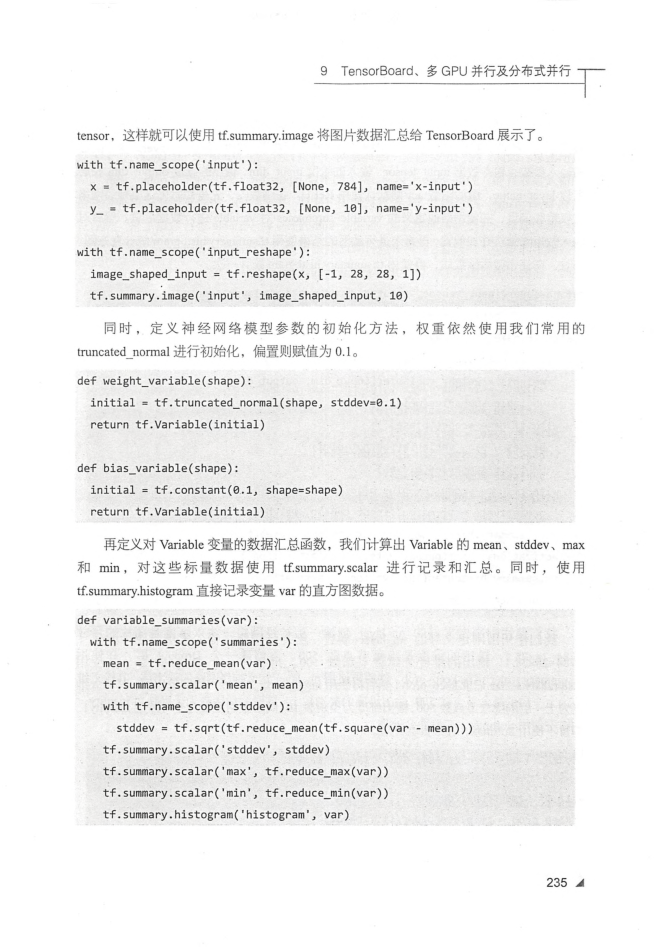 9 TensorBoard、多 GPU 并行及分布式并行
tensor，这样就可以使用 tf.summary.image 将图片数据汇总给 TensorBoard 展示了。
with tf.name_scope('input'):
  x = tf.placeholder(tf.float32, [None, 784], name='x-input')
  y_ = tf.placeholder(tf.float32, [None, 10], name='y-input')
with tf.name_scope('input_reshape'):
  image_shaped_input = tf.reshape(x, [-1, 28, 28, 1])
  tf.summary.image('input', image_shaped_input, 10)
同时，定义神经网络模型参数的初始化方法，权重依然使用我们常用的
truncated_normal 进行初始化，偏置则赋值为 0.1。
def weight_variable(shape):
  initial = tf.truncated_normal(shape, stddev=0.1)
  return tf.Variable(initial)
def bias_variable(shape):
  initial = tf.constant(0.1, shape=shape)
  return tf.Variable(initial)
再定义对 Variable 变量的数据汇总函数，我们计算出 Variable 的 mean、stddev、max
和 min，对这些标量数据使用 tf.summary.scalar 进行记录和汇总。同时，使用
tf.summary.histogram 直接记录变量 var 的直方图数据。
def variable_summaries(var):
  with tf.name_scope('summaries'):
    mean = tf.reduce_mean(var)
    tf.summary.scalar('mean', mean)
    with tf.name_scope('stddev'):
      stddev = tf.sqrt(tf.reduce_mean(tf.square(var - mean)))
    tf.summary.scalar('stddev', stddev)
    tf.summary.scalar('max', tf.reduce_max(var))
    tf.summary.scalar('min', tf.reduce_min(var))
    tf.summary.histogram('histogram', var)
235